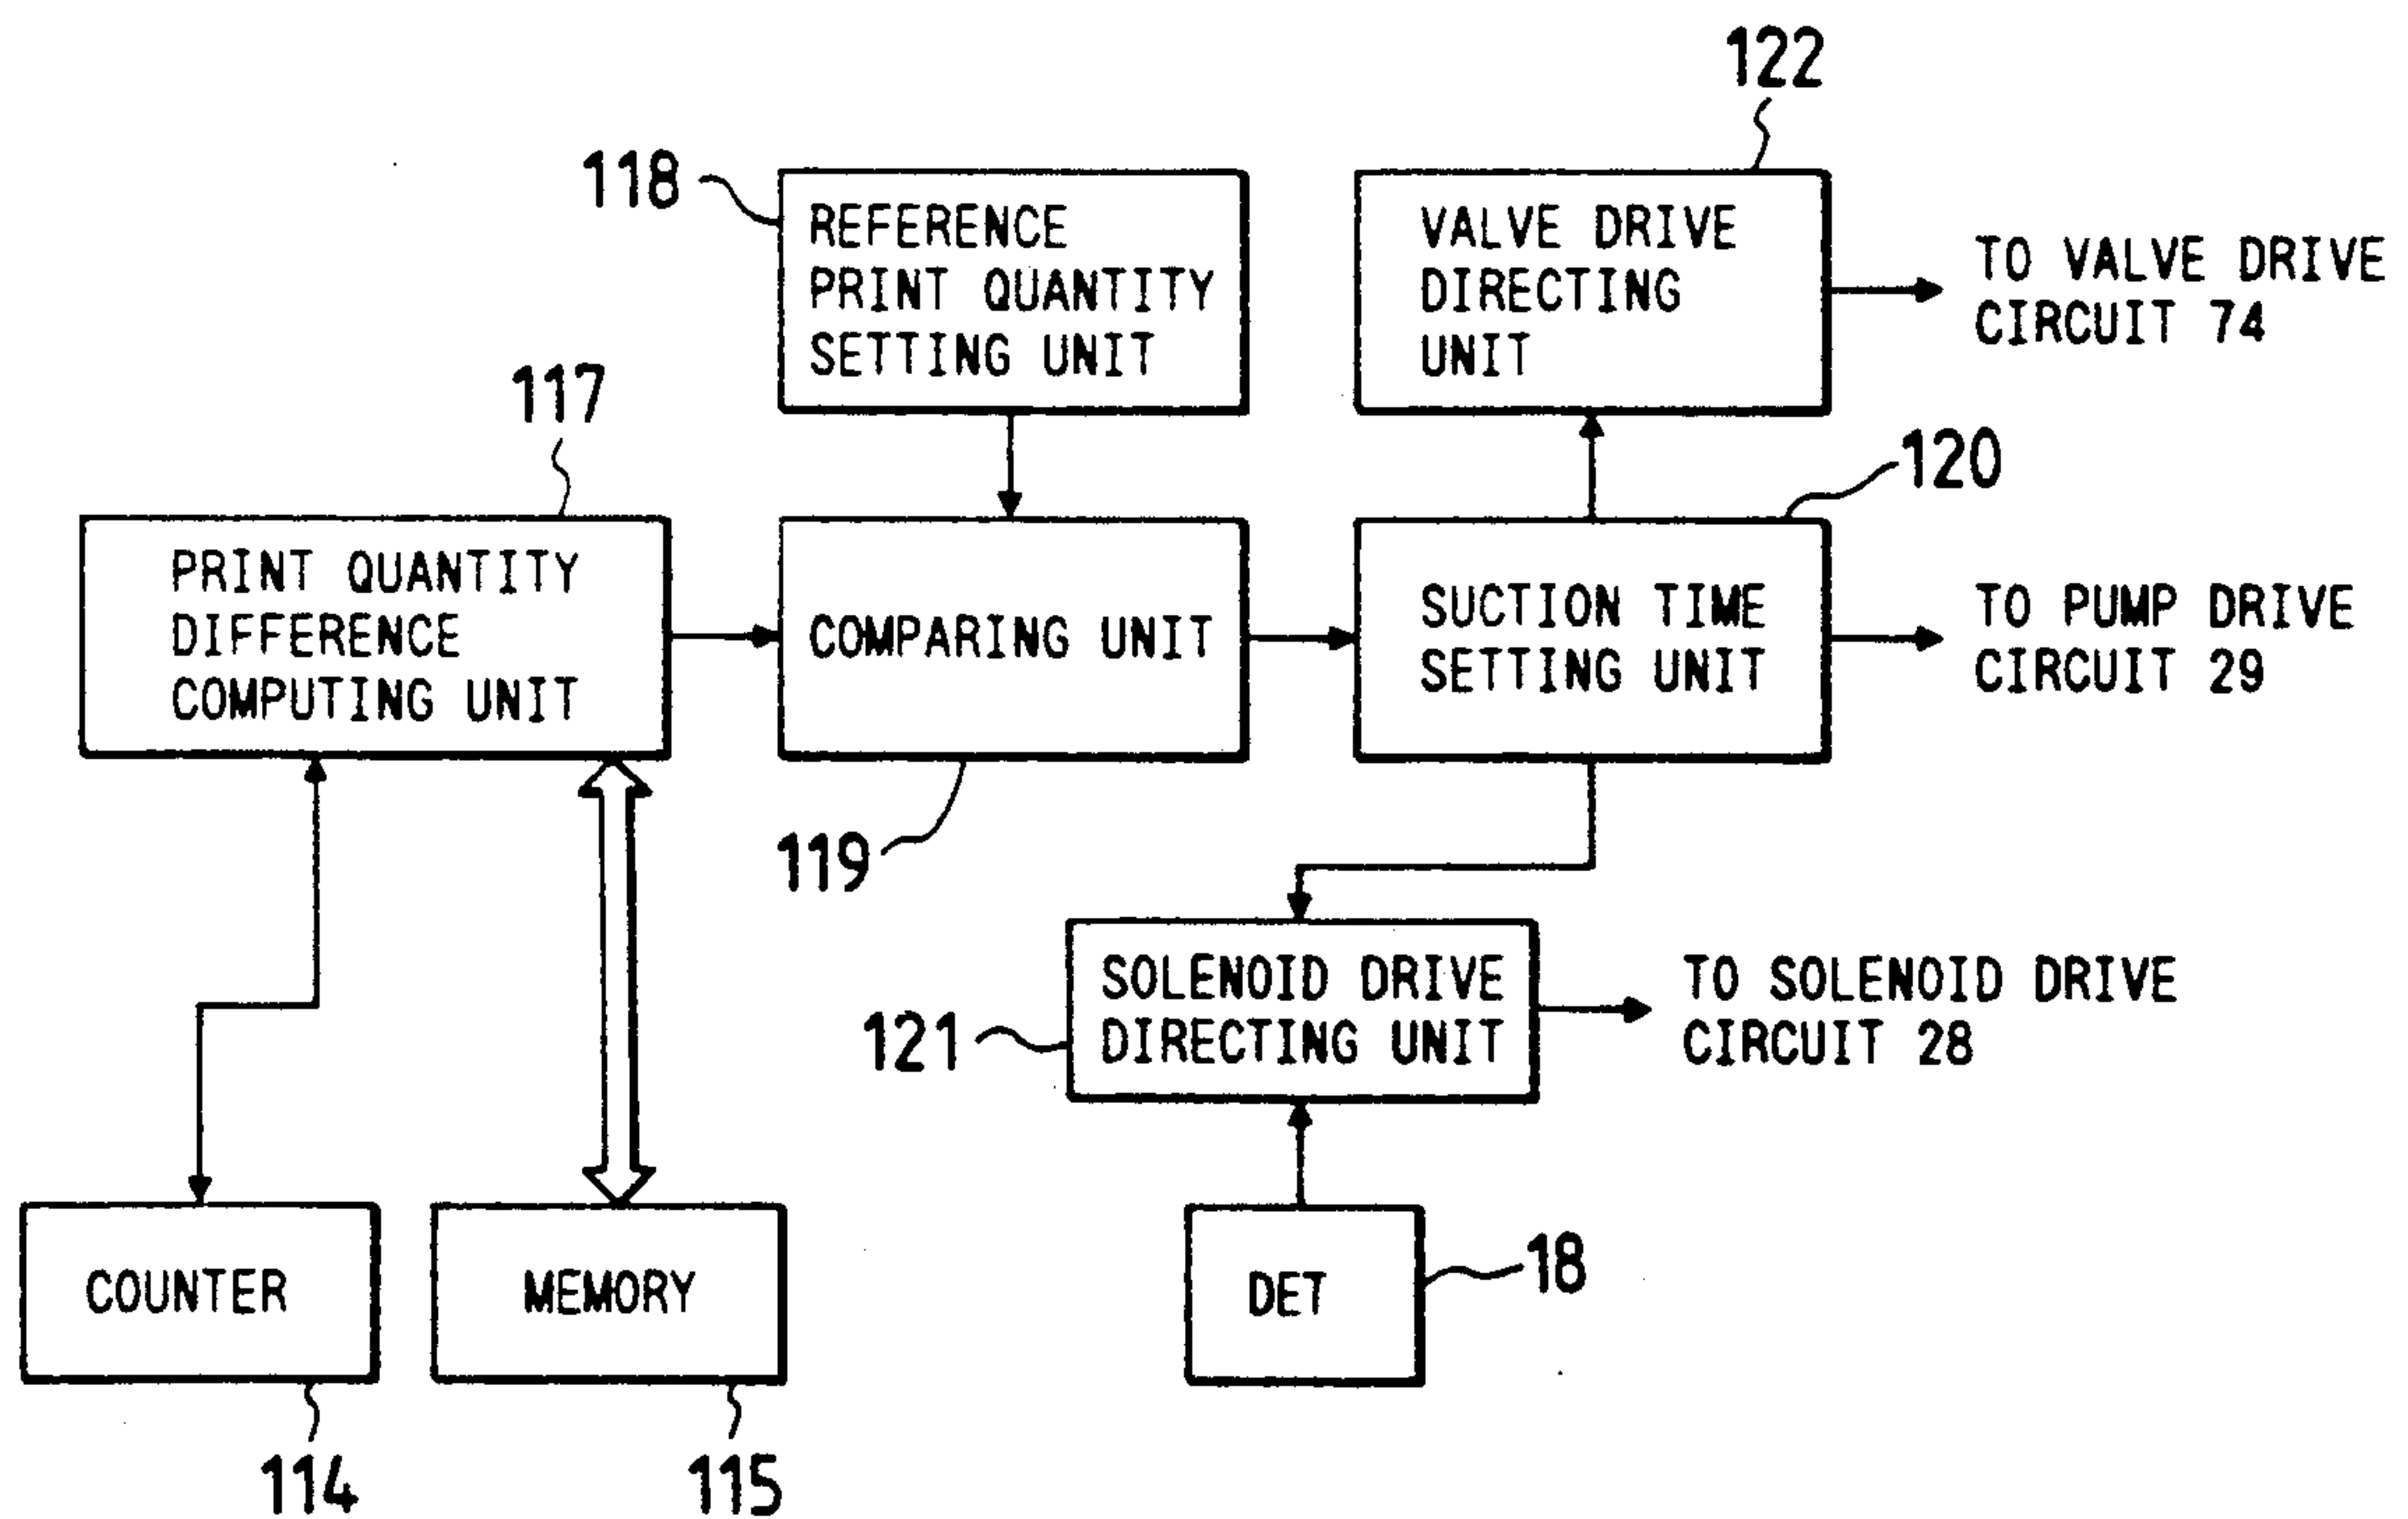 122
118
REFERENCE
PRINT QUANTITY
SETTING UNIT
VALVE DRIVE
DIRECTING
UNIT
TO VALVE DRIVE
CIRCUIT 74
117
120
PRINT QUANTITY
DIFFERENCE
COMPUTING UNIT
COMPARING UNIT
SUCTION TIME
SETTING UNIT
TO PUMP DRIVE
CIRCUIT 29
119
121
SOLENOID DRIVE
DIRECTING UNIT
TO SOLENOID DRIVE
CIRCUIT 28
COUNTER
MEMORY
DET
18
114
115